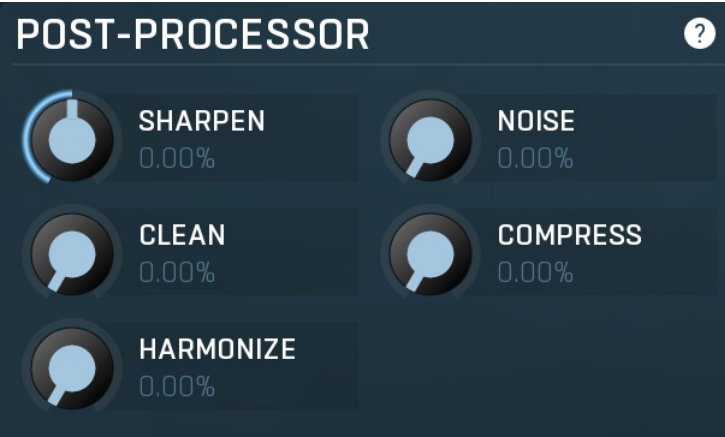 POST-PROCESSOR
?
SHARPEN
0.00%
NOISE
0.00%
CLEAN
0.00%
COMPRESS
0.00%
HARMONIZE
0.00%